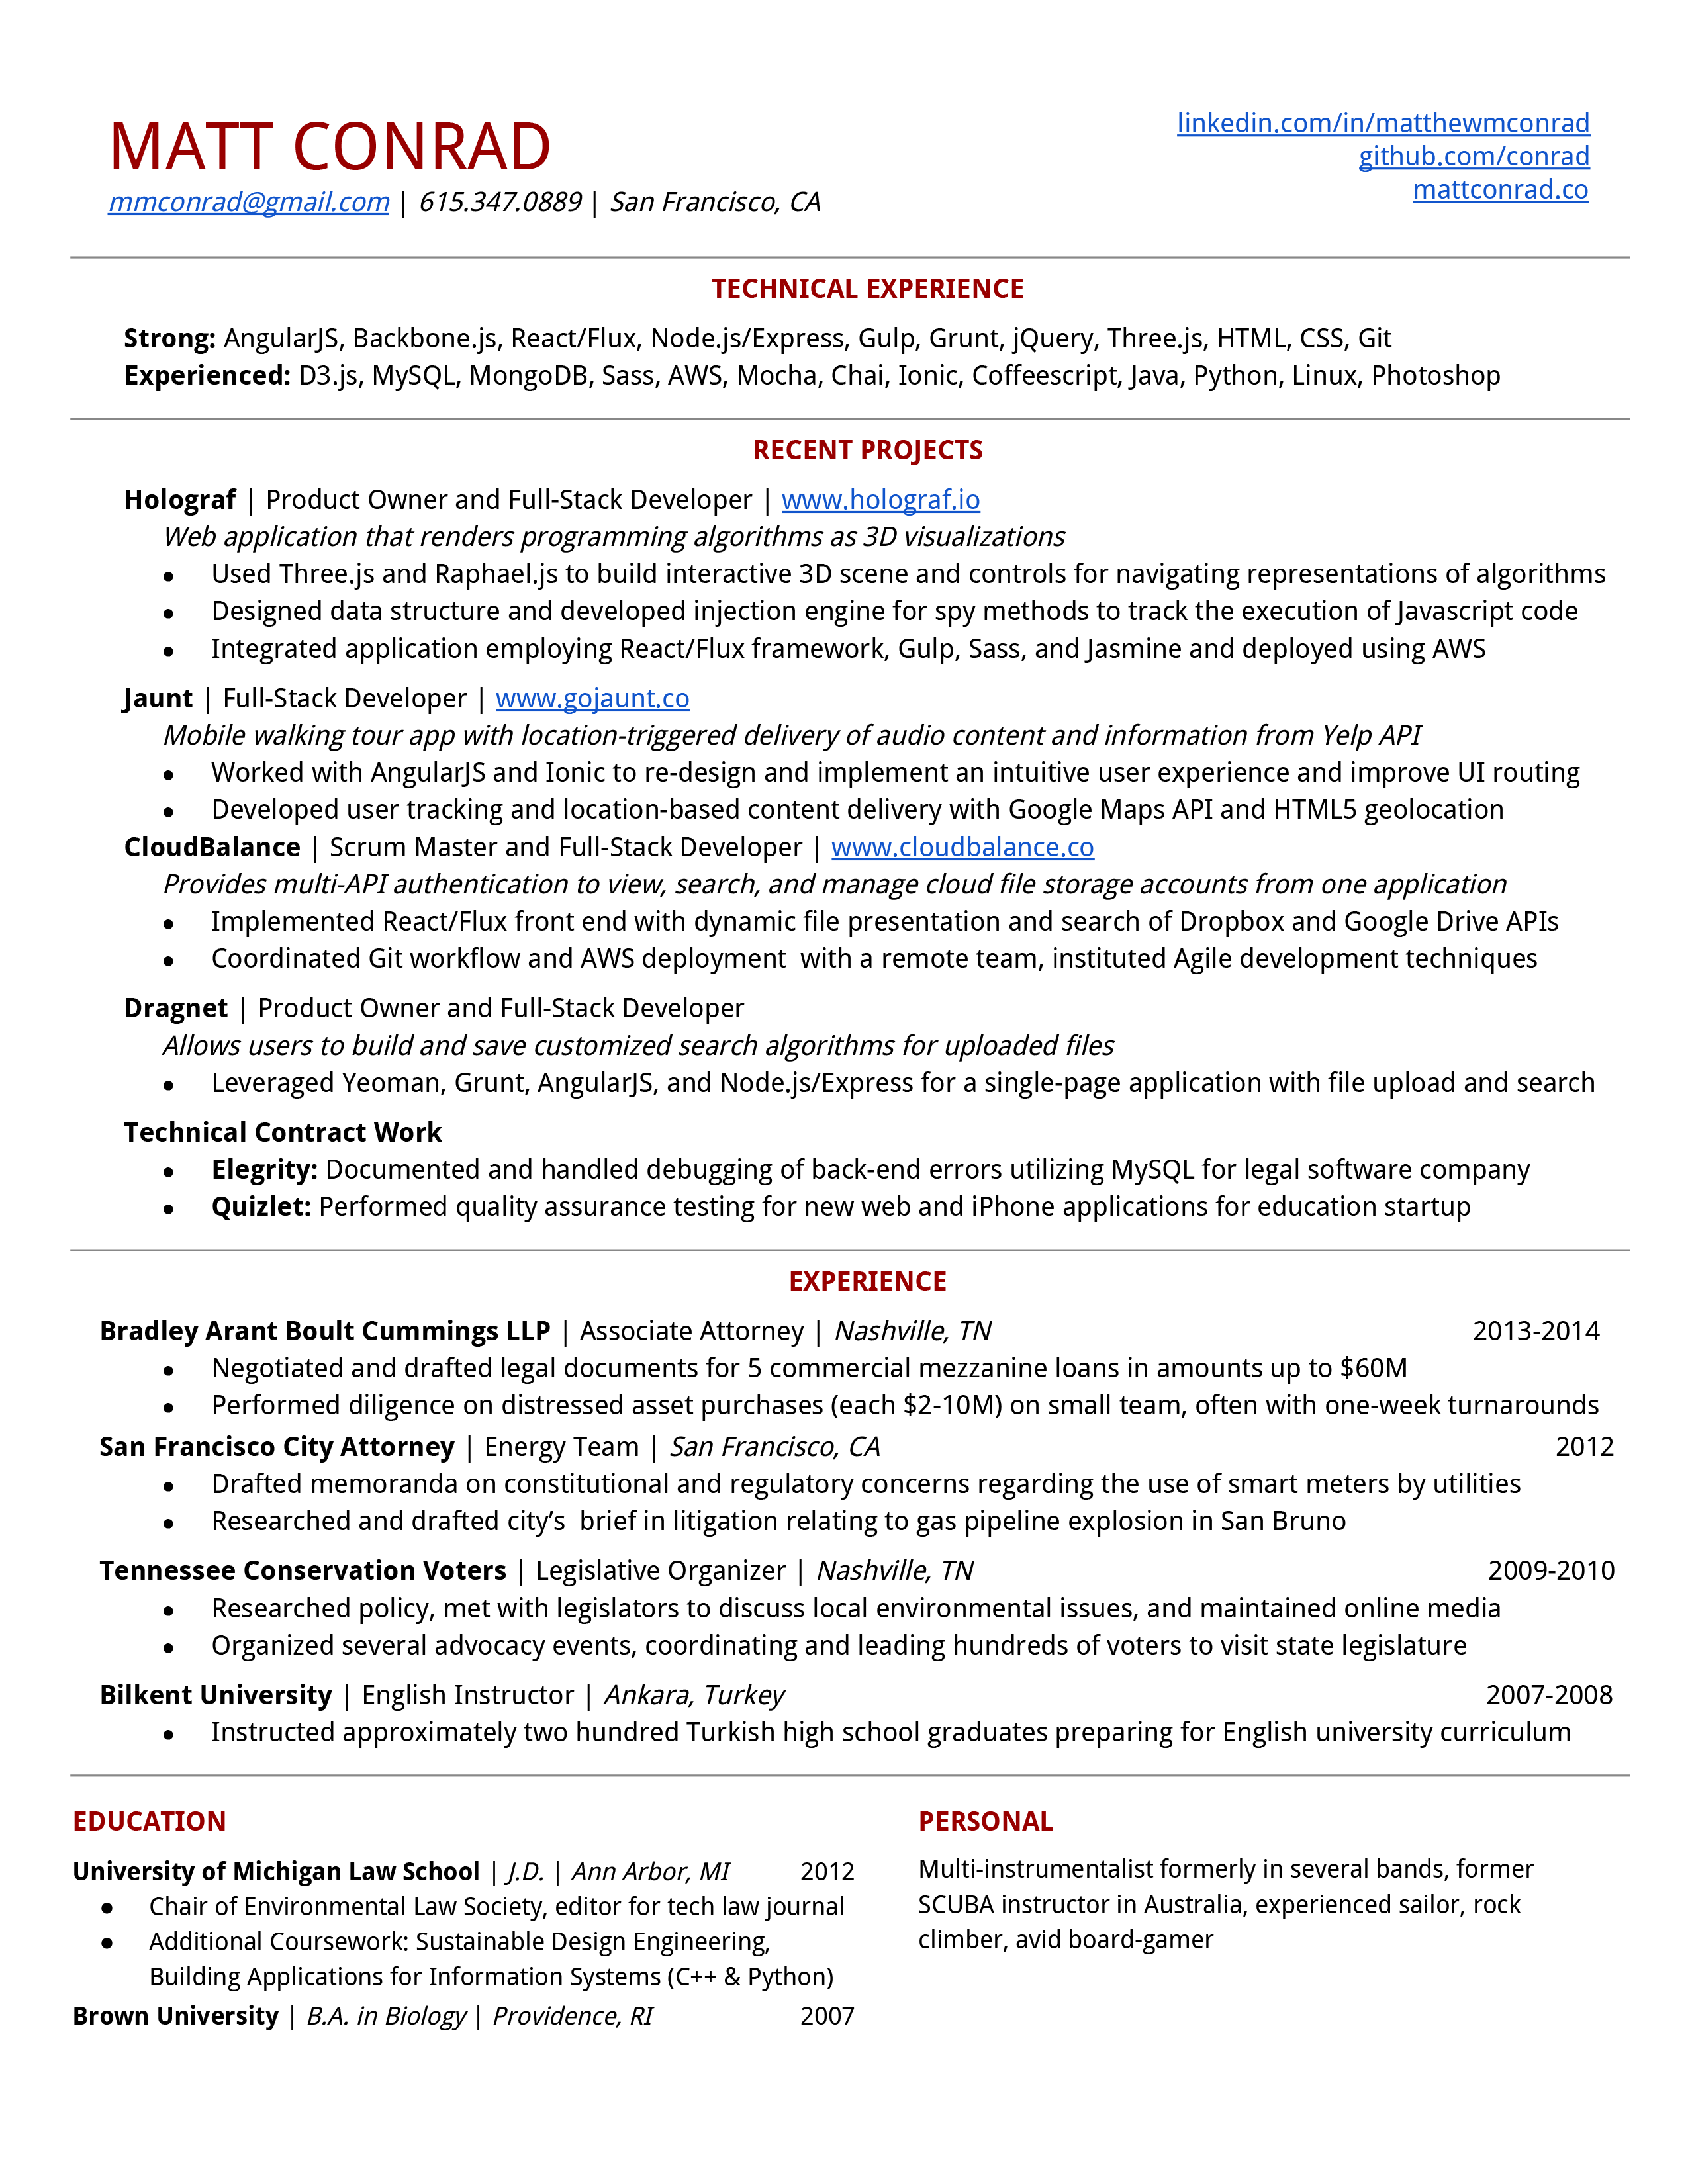 MATT CONRAD
mmconrad@gmail.com | 615.347.0889 | San Francisco, CA
linkedin.com/in/matthewmconrad
github.com/conrad
mattconrad.co
TECHNICAL EXPERIENCE
Strong: AngularJS, Backbone.js, React/Flux, Node.js/Express, Gulp, Grunt, jQuery, Three.js, HTML, CSS, Git
Experienced: D3.js, MySQL, MongoDB, Sass, AWS, Mocha, Chai, Ionic, Coffeescript, Java, Python, Linux, Photoshop
RECENT PROJECTS
Holograf | Product Owner and Full-Stack Developer | www.holograf.io
Web application that renders programming algorithms as 3D visualizations
● Used Three.js and Raphael.js to build interactive 3D scene and controls for navigating representations of algorithms
● Designed data structure and developed injection engine for spy methods to track the execution of Javascript code
● Integrated application employing React/Flux framework, Gulp, Sass, and Jasmine and deployed using AWS
Jaunt | Full-Stack Developer | www.gojaunt.co
Mobile walking tour app with location-triggered delivery of audio content and information from Yelp API
● Worked with AngularJS and Ionic to re-design and implement an intuitive user experience and improve UI routing
● Developed user tracking and location-based content delivery with Google Maps API and HTML5 geolocation
CloudBalance | Scrum Master and Full-Stack Developer | www.cloudbalance.co
Provides multi-API authentication to view, search, and manage cloud file storage accounts from one application
● Implemented React/Flux front end with dynamic file presentation and search of Dropbox and Google Drive APIs
● Coordinated Git workflow and AWS deployment  with a remote team, instituted Agile development techniques
Dragnet | Product Owner and Full-Stack Developer
Allows users to build and save customized search algorithms for uploaded files
● Leveraged Yeoman, Grunt, AngularJS, and Node.js/Express for a single-page application with file upload and search
Technical Contract Work
● Elegrity: Documented and handled debugging of back-end errors utilizing MySQL for legal software company
● Quizlet: Performed quality assurance testing for new web and iPhone applications for education startup
EXPERIENCE
Bradley Arant Boult Cummings LLP | Associate Attorney | Nashville, TN 2013-2014
● Negotiated and drafted legal documents for 5 commercial mezzanine loans in amounts up to $60M
● Performed diligence on distressed asset purchases (each $2-10M) on small team, often with one-week turnarounds
San Francisco City Attorney | Energy Team | San Francisco, CA 2012
● Drafted memoranda on constitutional and regulatory concerns regarding the use of smart meters by utilities
● Researched and drafted city’s  brief in litigation relating to gas pipeline explosion in San Bruno
Tennessee Conservation Voters | Legislative Organizer | Nashville, TN 2009-2010
● Researched policy, met with legislators to discuss local environmental issues, and maintained online media
● Organized several advocacy events, coordinating and leading hundreds of voters to visit state legislature
Bilkent University | English Instructor | Ankara, Turkey 2007-2008
● Instructed approximately two hundred Turkish high school graduates preparing for English university curriculum
EDUCATION
University of Michigan Law School | J.D. | Ann Arbor, MI 2012
● Chair of Environmental Law Society, editor for tech law journal
● Additional Coursework: Sustainable Design Engineering,
Building Applications for Information Systems (C++ & Python)
Brown University | B.A. in Biology | Providence, RI 2007
PERSONAL
Multi-instrumentalist formerly in several bands, former
SCUBA instructor in Australia, experienced sailor, rock
climber, avid board-gamer